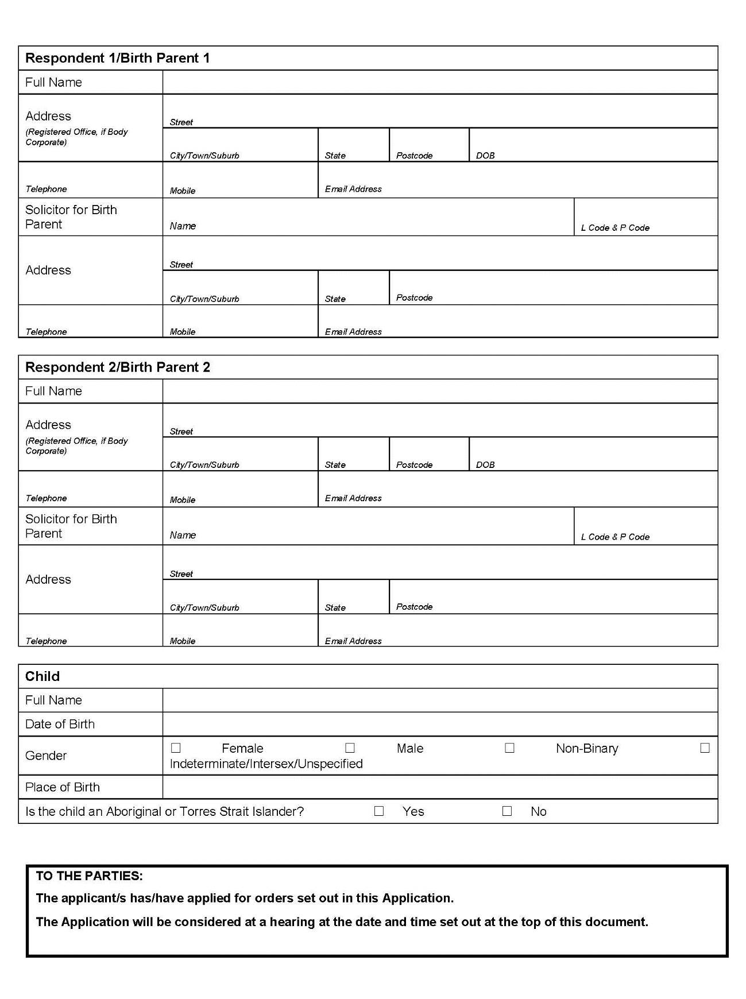 Respondent 1/Birth Parent 1
Full Name
Address
(Registered Office, if Body
Corporate)
Street
City/Town/Suburb State Postcode DOB
Telephone Mobile Email Address
Solicitor for Birth
Parent
Name L Code & P Code
Address
Street
City/Town/Suburb State Postcode
Telephone Mobile Email Address
Respondent 2/Birth Parent 2
Full Name
Address
(Registered Office, if Body
Corporate)
Street
City/Town/Suburb State Postcode DOB
Telephone Mobile Email Address
Solicitor for Birth
Parent
Name L Code & P Code
Address
Street
City/Town/Suburb State Postcode
Telephone Mobile Email Address
Child
Full Name
Date of Birth
Gender
☐ Female ☐ Male ☐ Non-Binary ☐
Indeterminate/Intersex/Unspecified
Place of Birth
Is the child an Aboriginal or Torres Strait Islander? ☐ Yes ☐ No
TO THE PARTIES:
The applicant/s has/have applied for orders set out in this Application.
The Application will be considered at a hearing at the date and time set out at the top of this document.